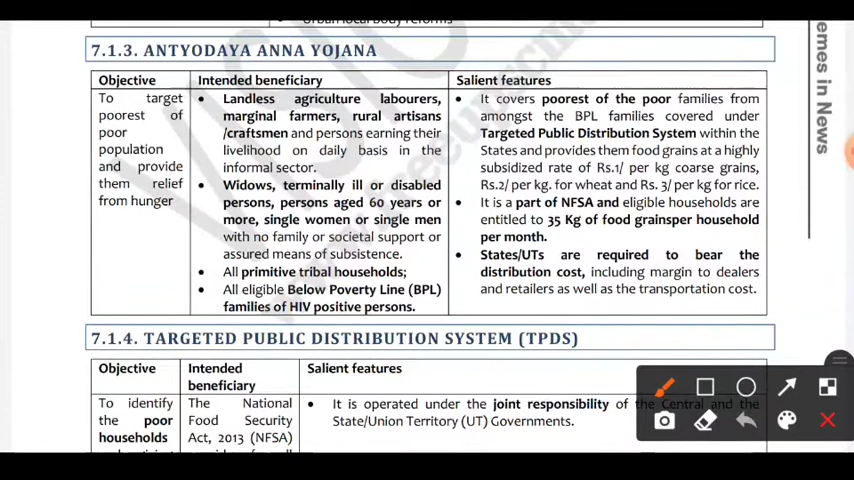 Urban local body reforms
7.1.3. ANTYODAYA ANNA YOJANA
Objective
Intended beneficiary
Salient features
To target
poorest of
poor
population
and provide
them relief
from hunger
• Landless agriculture labourers,
marginal farmers, rural artisans
/craftsmen and persons earning their
livelihood on daily basis in the
informal sector.
• Widows, terminally ill or disabled
persons, persons aged 60 years or
more, single women or single men
with no family or societal support or
assured means of subsistence.
• All primitive tribal households;
• All eligible Below Poverty Line (BPL)
families of HIV positive persons.
• It covers poorest of the poor families from
amongst the BPL families covered under
Targeted Public Distribution System within the
States and provides them food grains at a highly
subsidized rate of Rs.1/ per kg coarse grains,
Rs.2/ per kg. for wheat and Rs. 3/ per kg for rice.
• It is a part of NFSA and eligible households are
entitled to 35 Kg of food grainsper household
per month.
• States/UTs are required to bear the
distribution cost, including margin to dealers
and retailers as well as the transportation cost.
7.1.4. TARGETED PUBLIC DISTRIBUTION SYSTEM (TPDS)
Objective
Intended
beneficiary
Salient features
To identify
the poor
households
The National
Food Security
Act, 2013 (NFSA)
• It is operated under the joint responsibility of the Central and the
State/Union Territory (UT) Governments.
emes in News